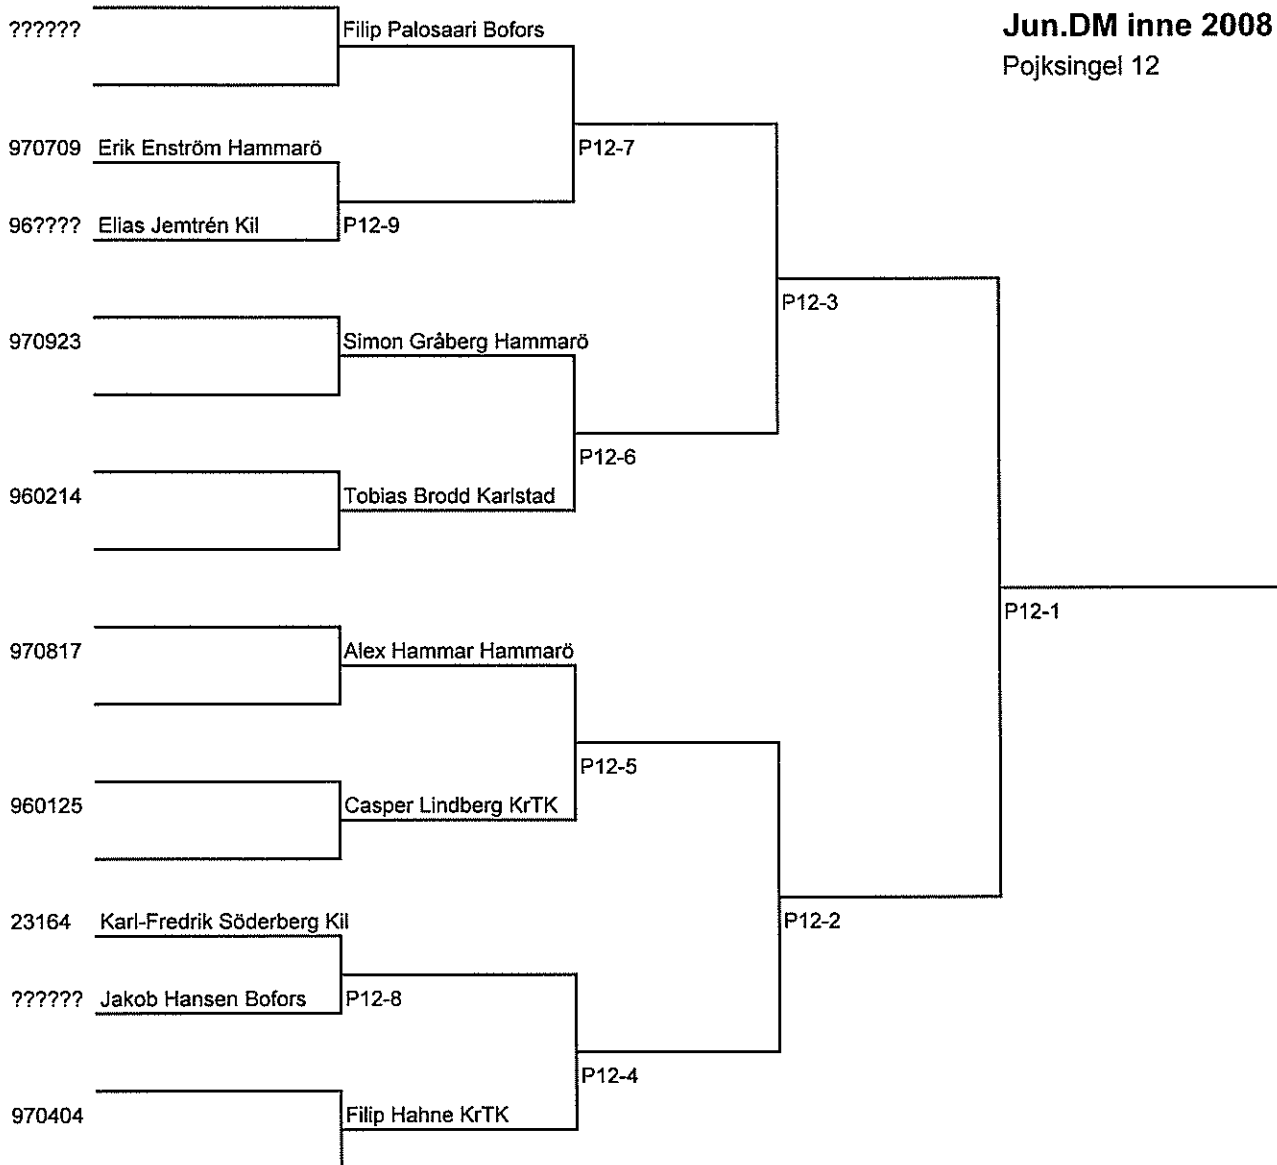 Jun.DM inne 2008
Pojksingel 12
?????? Filip Palosaari Bofors
970709 Erik Enström Hammarö
P12-7
96???? Elias Jemtrén Kil P12-9
P12-3
970923 Simon Gråberg Hammarö
P12-6
960214 Tobias Brodd Karlstad
P12-1
970817 Alex Hammar Hammarö
P12-5
960125 Casper Lindberg KrTK
23164 Karl-Fredrik Söderberg Kil
P12-2
?????? Jakob Hansen Bofors P12-8
P12-4
970404 Filip Hahne KrTK